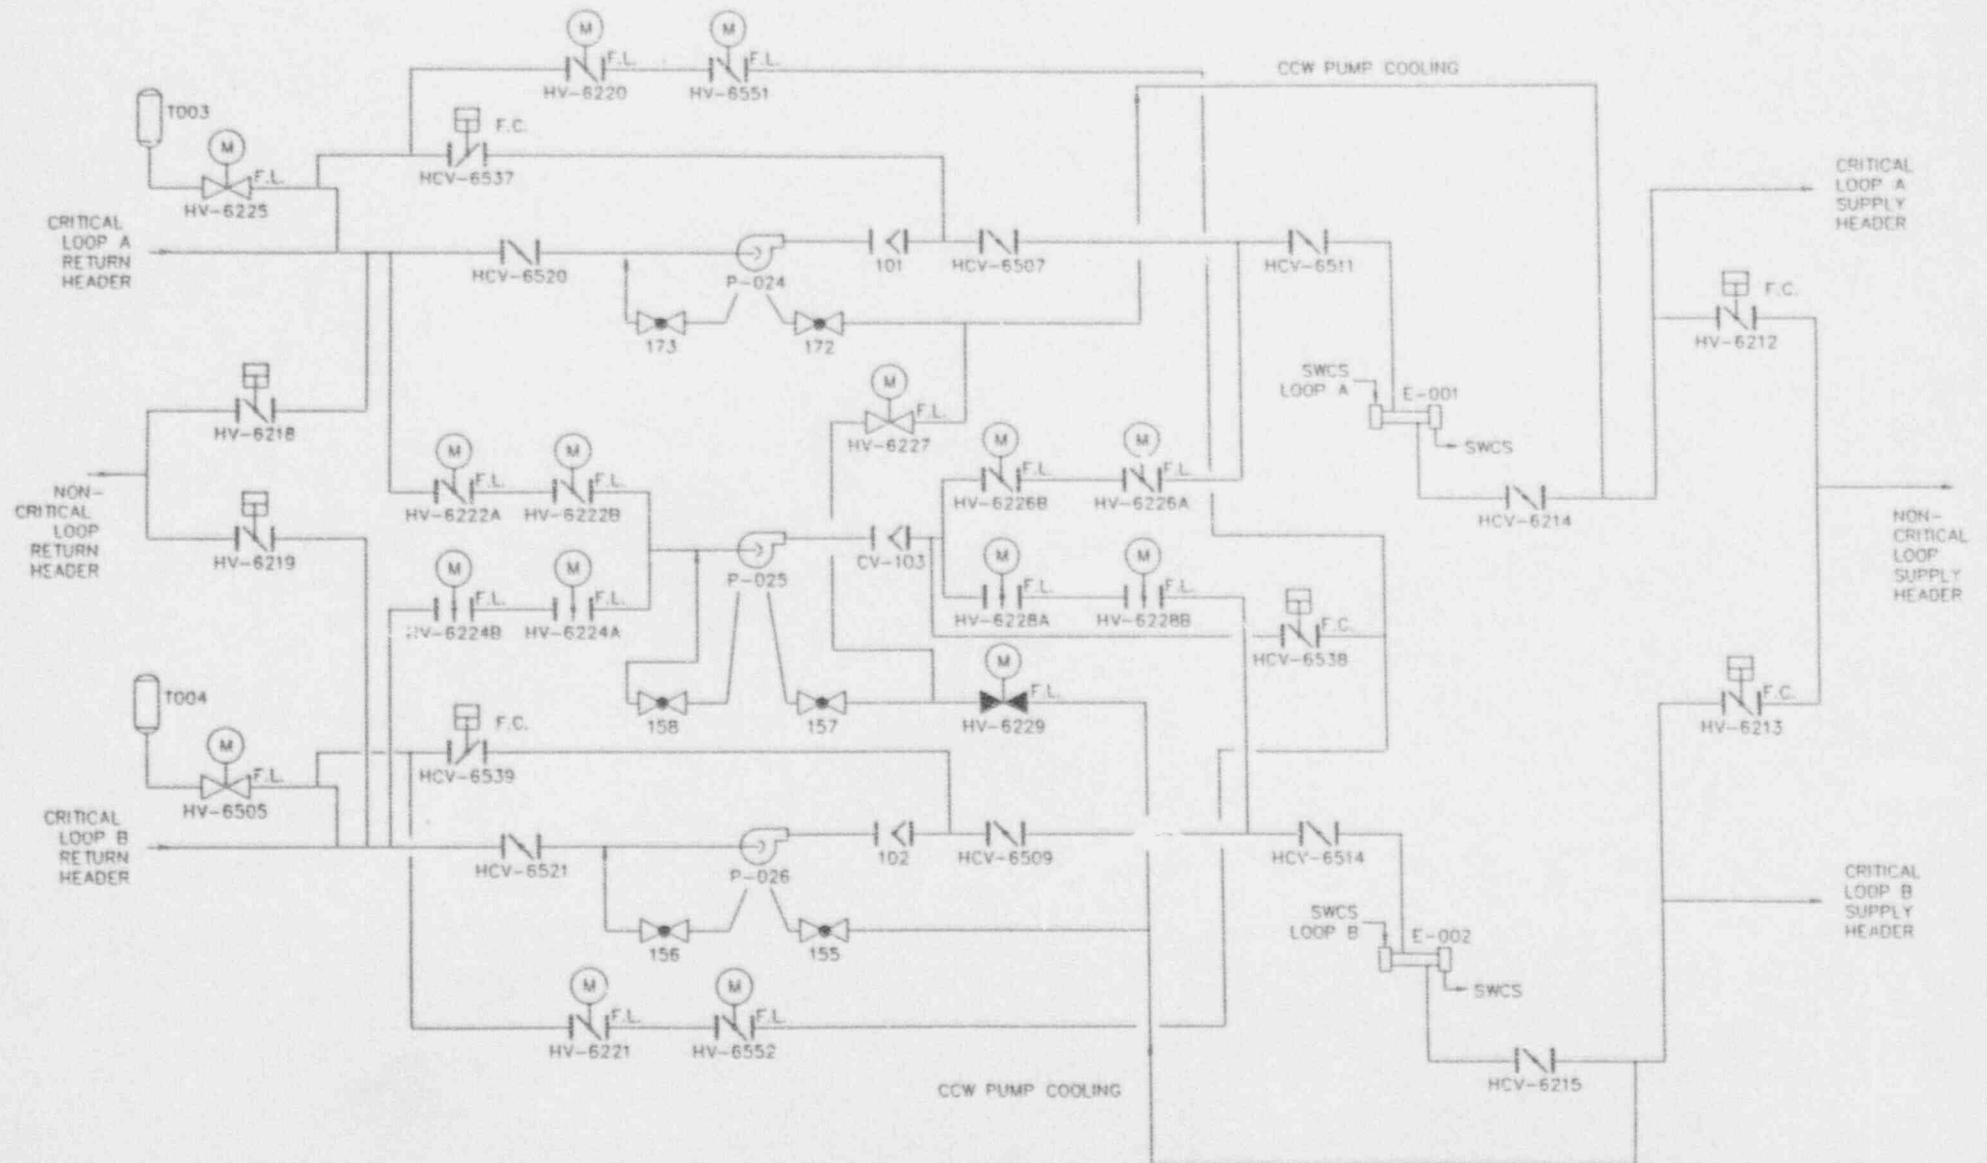 M
M
F.L.
F.L.
HV-6220
HV-6551
CCW PUMP COOLING
T003
F.C.
M
F.L.
HCV-6537
HV-6225
CRITICAL
LOOP A
SUPPLY
HEADER
CRITICAL
LOOP A
RETURN
HEADER
HCV-6520
P-024
101
HCV-6507
HCV-6511
F.C.
173
172
HV-6212
SWCS
LOOP A
E-001
SWCS
HV-6218
M
F.L.
HV-6227
M
F.L.
M
F.L.
HV-6222A
HV-6222B
M
F.L.
M
F.L.
HV-6226B
HV-6226A
HCV-6214
NON-
CRITICAL
LOOP
RETURN
HEADER
NON-
CRITICAL
LOOP
SUPPLY
HEADER
HV-6219
P-025
CV-103
M
F.L.
M
F.L.
HV-6224B
HV-6224A
M
F.L.
M
F.L.
HV-6228A
HV-6228B
F.C.
HCV-6538
T004
158
157
M
F.L.
HV-6229
F.C.
HV-6213
F.C.
HCV-6539
M
F.L.
HV-6505
CRITICAL
LOOP B
RETURN
HEADER
HCV-6521
P-026
102
HCV-6509
HCV-6514
CRITICAL
LOOP B
SUPPLY
HEADER
156
155
SWCS
LOOP B
E-002
SWCS
M
F.L.
M
F.L.
HV-6221
HV-6552
HCV-6215
CCW PUMP COOLING